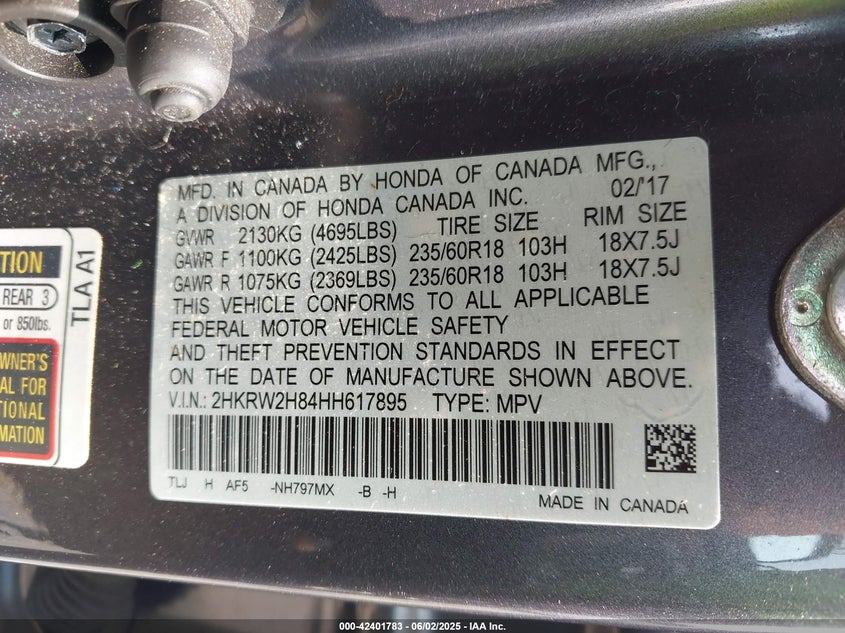 MFD. IN CANADA BY HONDA OF CANADA MFG.,
A DIVISION OF HONDA CANADA INC. 02/'17
GVWR 2130KG (4695LBS) TIRE SIZE RIM SIZE
GAWR F 1100KG (2425LBS) 235/60R18 103H 18X7.5J
GAWR R 1075KG (2369LBS) 235/60R18 103H 18X7.5J
THIS VEHICLE CONFORMS TO ALL APPLICABLE
FEDERAL MOTOR VEHICLE SAFETY
AND THEFT PREVENTION STANDARDS IN EFFECT
ON THE DATE OF MANUFACTURE SHOWN ABOVE.
V.I.N.: 2HKRW2H84HH617895 TYPE: MPV
TLJ H AF5 -NH797MX -B -H
MADE IN CANADA
TION
REAR 3
or 850lbs.
WNER'S
AL FOR
TIONAL
MATION
TLA A1
000-42401783 - 06/02/2025 - IAA Inc.